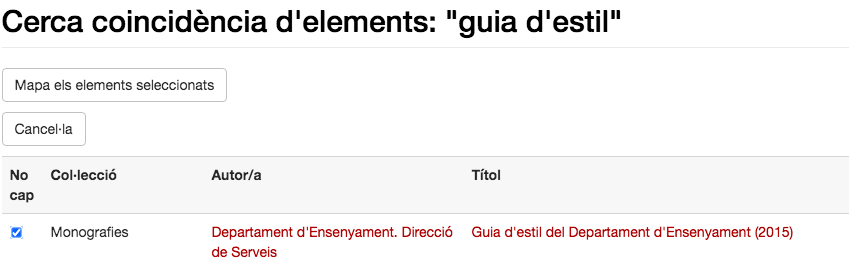 Cerca coincidència d'elements: "guia d'estil"
Mapa els elements seleccionats
Cancel·la
No cap Col·lecció Autor/a Títol
Monografies Departament d'Ensenyament. Direcció de Serveis Guia d'estil del Departament d'Ensenyament (2015)